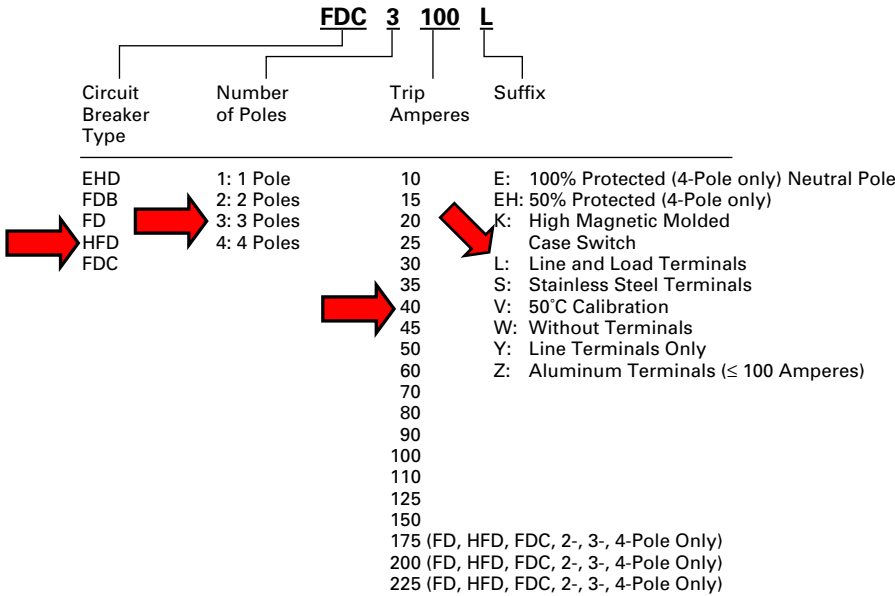 FDC 3 100 L
Circuit Number Trip Suffix
Breaker of Poles Amperes
Type
EHD 1: 1 Pole 10 E: 100% Protected (4-Pole only) Neutral Pole
FDB 2: 2 Poles 15 EH: 50% Protected (4-Pole only)
FD 3: 3 Poles 20 K: High Magnetic Molded
HFD 4: 4 Poles 25 Case Switch
FDC 30 L: Line and Load Terminals
35 S: Stainless Steel Terminals
40 V: 50°C Calibration
45 W: Without Terminals
50 Y: Line Terminals Only
60 Z: Aluminum Terminals (≤ 100 Amperes)
70
80
90
100
110
125
150
175 (FD, HFD, FDC, 2-, 3-, 4-Pole Only)
200 (FD, HFD, FDC, 2-, 3-, 4-Pole Only)
225 (FD, HFD, FDC, 2-, 3-, 4-Pole Only)